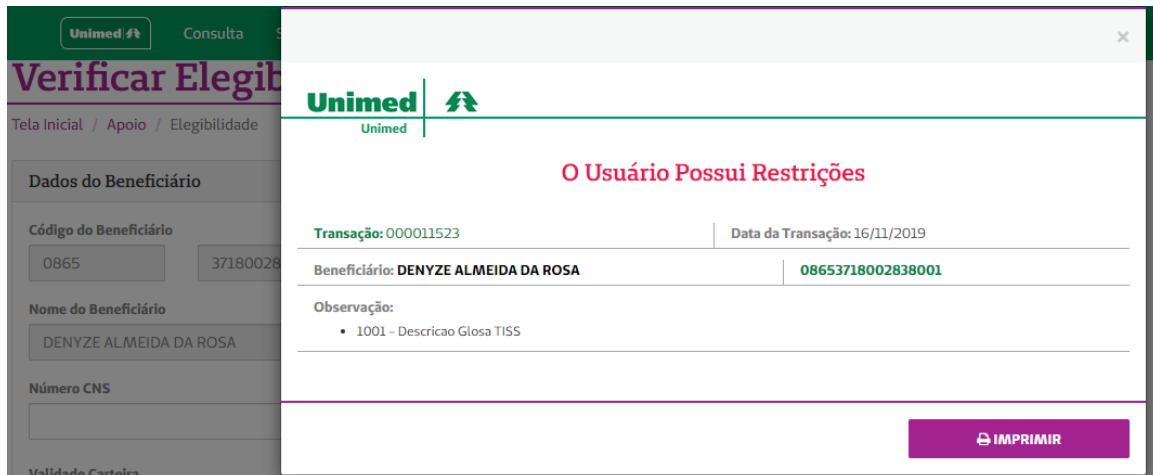 Unimed Consulta
Verificar Elegib
Tela Inicial / Apoio / Elegibilidade
Dados do Beneficiário
Código do Beneficiário
0865 37180028
Nome do Beneficiário
DENYZE ALMEIDA DA ROSA
Número CNS
Validade Carteira
×
Unimed
Unimed
O Usuário Possui Restrições
Transação: 000011523 Data da Transação: 16/11/2019
Beneficiário: DENYZE ALMEIDA DA ROSA 08653718002838001
Observação:
• 1001 - Descricao Glosa TISS
IMPRIMIR